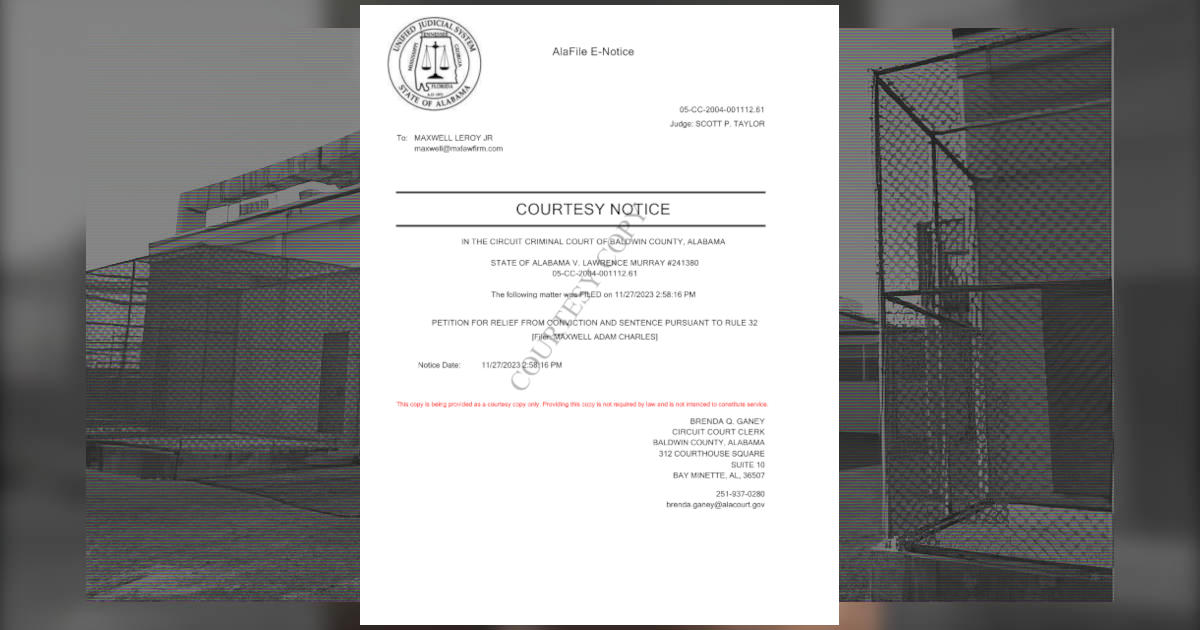 UNIFIED JUDICIAL SYSTEM
TENNESSEE
MISSISSIPPI
GEORGIA
FLORIDA
STATE OF ALABAMA
AlaFile E-Notice
05-CC-2004-001112.61
Judge: SCOTT P. TAYLOR
To: MAXWELL LEROY JR
maxwell@mxlawfirm.com
COURTESY NOTICE
IN THE CIRCUIT CRIMINAL COURT OF BALDWIN COUNTY, ALABAMA
STATE OF ALABAMA V. LAWRENCE MURRAY #241380
05-CC-2004-001112.61
The following matter was FILED on 11/27/2023 2:58:16 PM
PETITION FOR RELIEF FROM CONVICTION AND SENTENCE PURSUANT TO RULE 32
[Filer: MAXWELL ADAM CHARLES]
Notice Date: 11/27/2023 2:58:16 PM
COURTESY COPY
This copy is being provided as a courtesy copy only. Providing this copy is not required by law and is not intended to constitute service.
BRENDA Q. GANEY
CIRCUIT COURT CLERK
BALDWIN COUNTY, ALABAMA
312 COURTHOUSE SQUARE
SUITE 10
BAY MINETTE, AL, 36507
251-937-0280
brenda.ganey@alacourt.gov